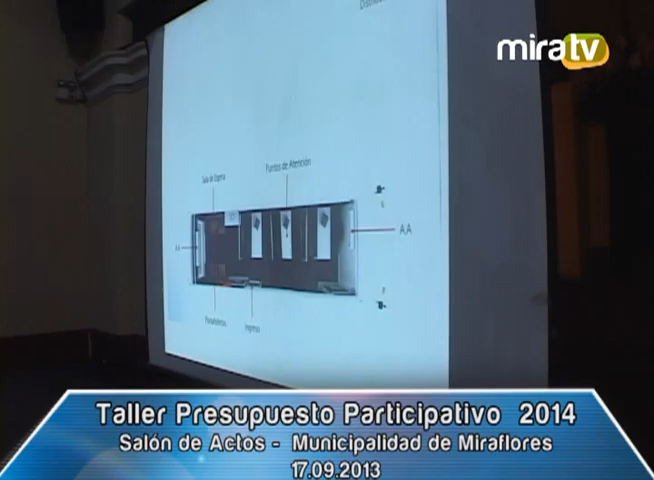 miratv
Puntos de Atención
Sala de Espera
AA
AA
Ingreso
Taller Presupuesto Participativo 2014
Salón de Actos - Municipalidad de Miraflores
17.09.2013